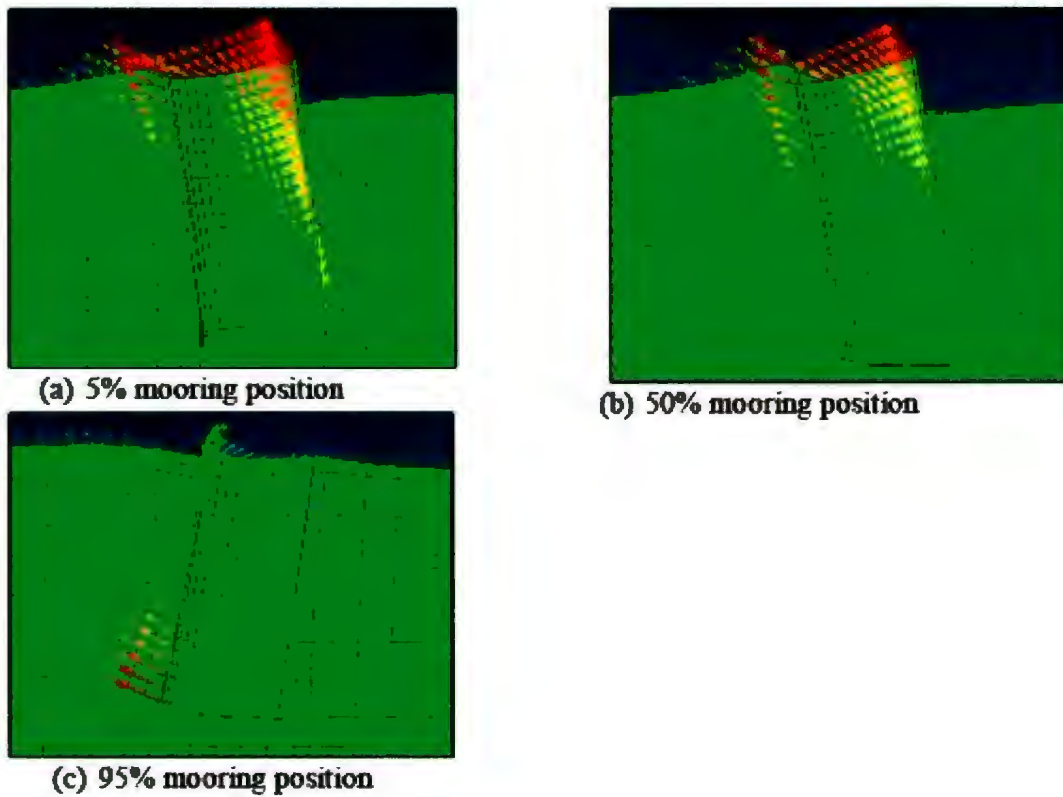 (a) 5% mooring position
(b) 50% mooring position
(c) 95% mooring position